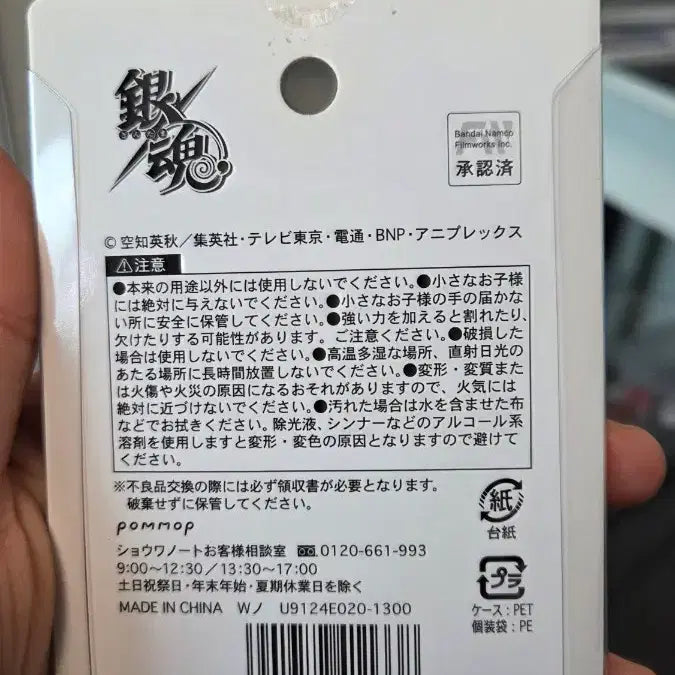 銀魂
ぎんたま
Bandai Namco
Filmworks Inc.
承認済
© 空知英秋／集英社・テレビ東京・電通・BNP・アニプレックス
⚠注意
●本来の用途以外には使用しないでください。●小さなお子様
には絶対に与えないでください。●小さなお子様の手の届かな
い所に安全に保管してください。●強い力を加えると割れたり、
欠けたりする可能性があります。ご注意ください。●破損した
場合は使用しないでください。●高温多湿な場所、直射日光の
あたる場所に長時間放置しないでください。●変形・変質また
は火傷や火災の原因になるおそれがありますので、火気には
絶対に近づけないでください。●汚れた場合は水を含ませた布
などでお拭きください。除光液、シンナーなどのアルコール系
溶剤を使用しますと変形・変色の原因となりますので避けて
ください。
※不良品交換の際には必ず領収書が必要となります。
破棄せずに保管してください。
pommop
ショウワノートお客様相談室 0120-661-993
9:00～12:30／13:30～17:00
土日祝祭日・年末年始・夏期休業日を除く
MADE IN CHINA Wノ U9124E020-1300
紙
台紙
プラ
ケース：PET
個装袋：PE